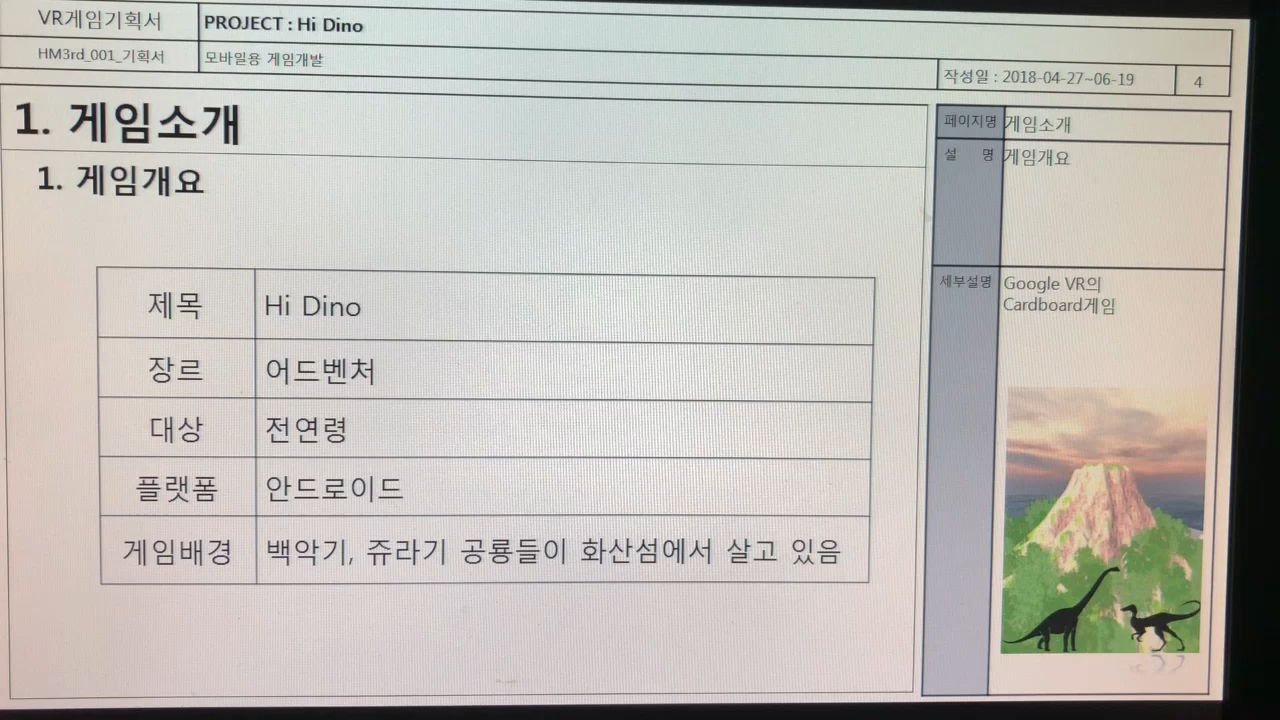 VR게임기획서
PROJECT : Hi Dino
HM3rd_001_기획서
모바일용 게임개발
작성일 : 2018-04-27~06-19
4
1. 게임소개
1. 게임개요
제목
Hi Dino
장르
어드벤처
대상
전연령
플랫폼
안드로이드
게임배경
백악기, 쥬라기 공룡들이 화산섬에서 살고 있음
페이지명
게임소개
설 명
게임개요
세부설명
Google VR의
Cardboard게임